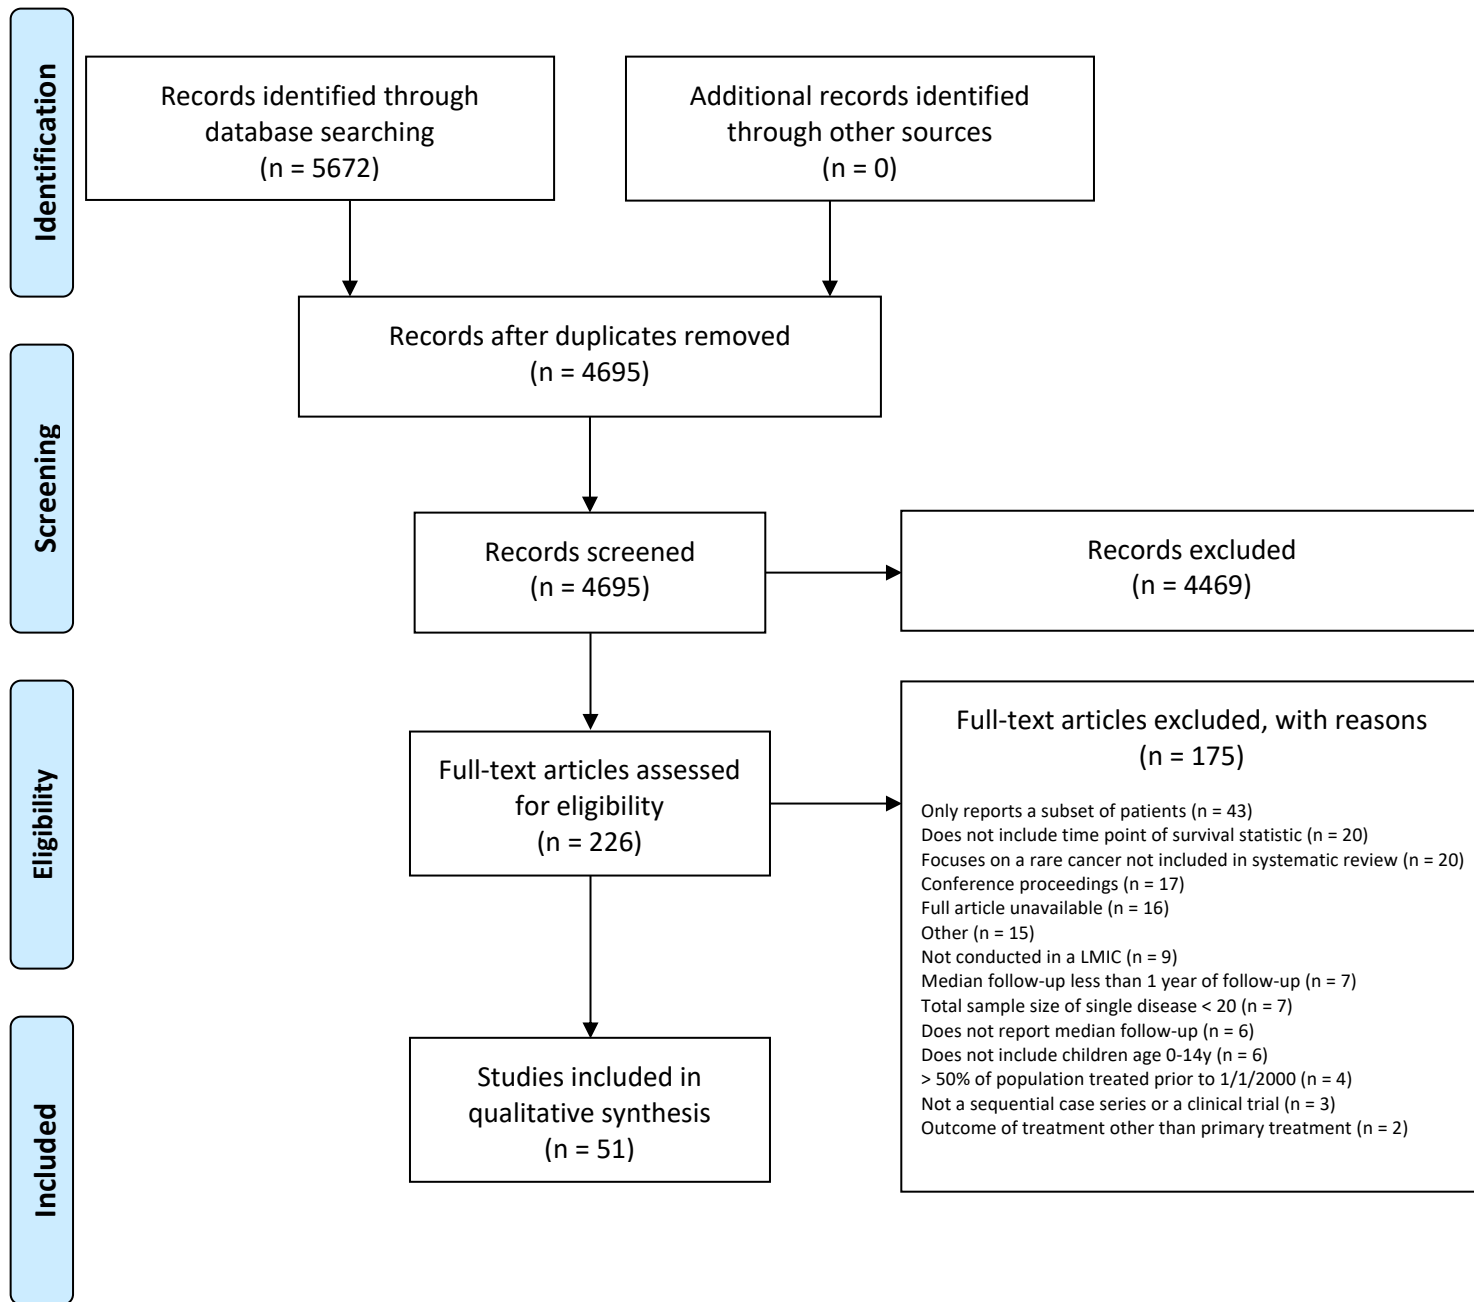 Identification
Records identified through
database searching
(n = 5672)
Additional records identified
through other sources
(n = 0)
Records after duplicates removed
(n = 4695)
Screening
Records screened
(n = 4695)
Records excluded
(n = 4469)
Eligibility
Full-text articles assessed
for eligibility
(n = 226)
Full-text articles excluded, with reasons
(n = 175)
Only reports a subset of patients (n = 43)
Does not include time point of survival statistic (n = 20)
Focuses on a rare cancer not included in systematic review (n = 20)
Conference proceedings (n = 17)
Full article unavailable (n = 16)
Other (n = 15)
Not conducted in a LMIC (n = 9)
Median follow-up less than 1 year of follow-up (n = 7)
Total sample size of single disease < 20 (n = 7)
Does not report median follow-up (n = 6)
Does not include children age 0-14y (n = 6)
> 50% of population treated prior to 1/1/2000 (n = 4)
Not a sequential case series or a clinical trial (n = 3)
Outcome of treatment other than primary treatment (n = 2)
Included
Studies included in
qualitative synthesis
(n = 51)